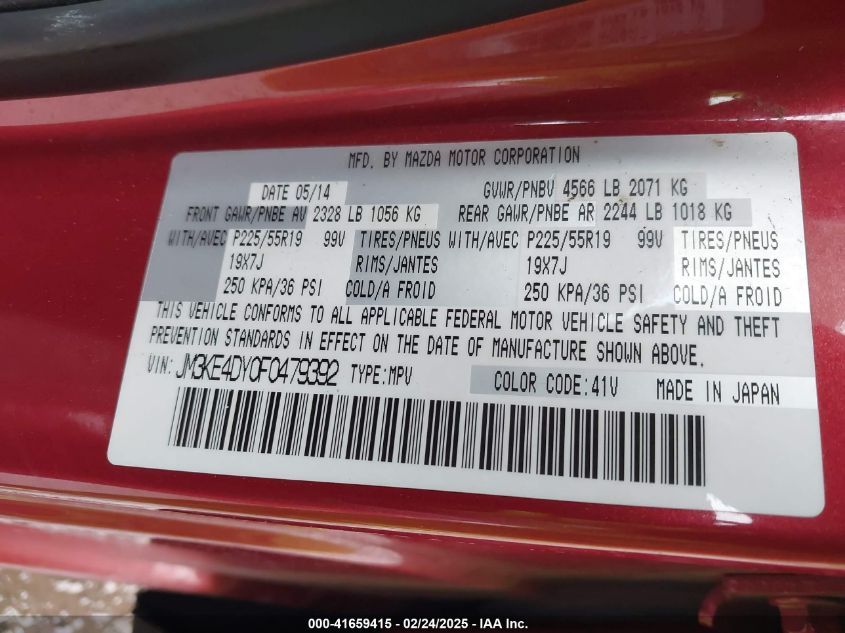 MFD. BY MAZDA MOTOR CORPORATION
DATE 05/14 GVWR/PNBV 4566 LB 2071 KG
FRONT GAWR/PNBE AV 2328 LB 1056 KG REAR GAWR/PNBE AR 2244 LB 1018 KG
WITH/AVEC P225/55R19 99V TIRES/PNEUS WITH/AVEC P225/55R19 99V TIRES/PNEUS
19X7J RIMS/JANTES 19X7J RIMS/JANTES
250 KPA/36 PSI COLD/A FROID 250 KPA/36 PSI COLD/A FROID
THIS VEHICLE CONFORMS TO ALL APPLICABLE FEDERAL MOTOR VEHICLE SAFETY AND THEFT
PREVENTION STANDARDS IN EFFECT ON THE DATE OF MANUFACTURE SHOWN ABOVE.
VIN: JM3KE4DY0F0479392 TYPE:MPV COLOR CODE:41V MADE IN JAPAN
000-41659415 - 02/24/2025 - IAA Inc.